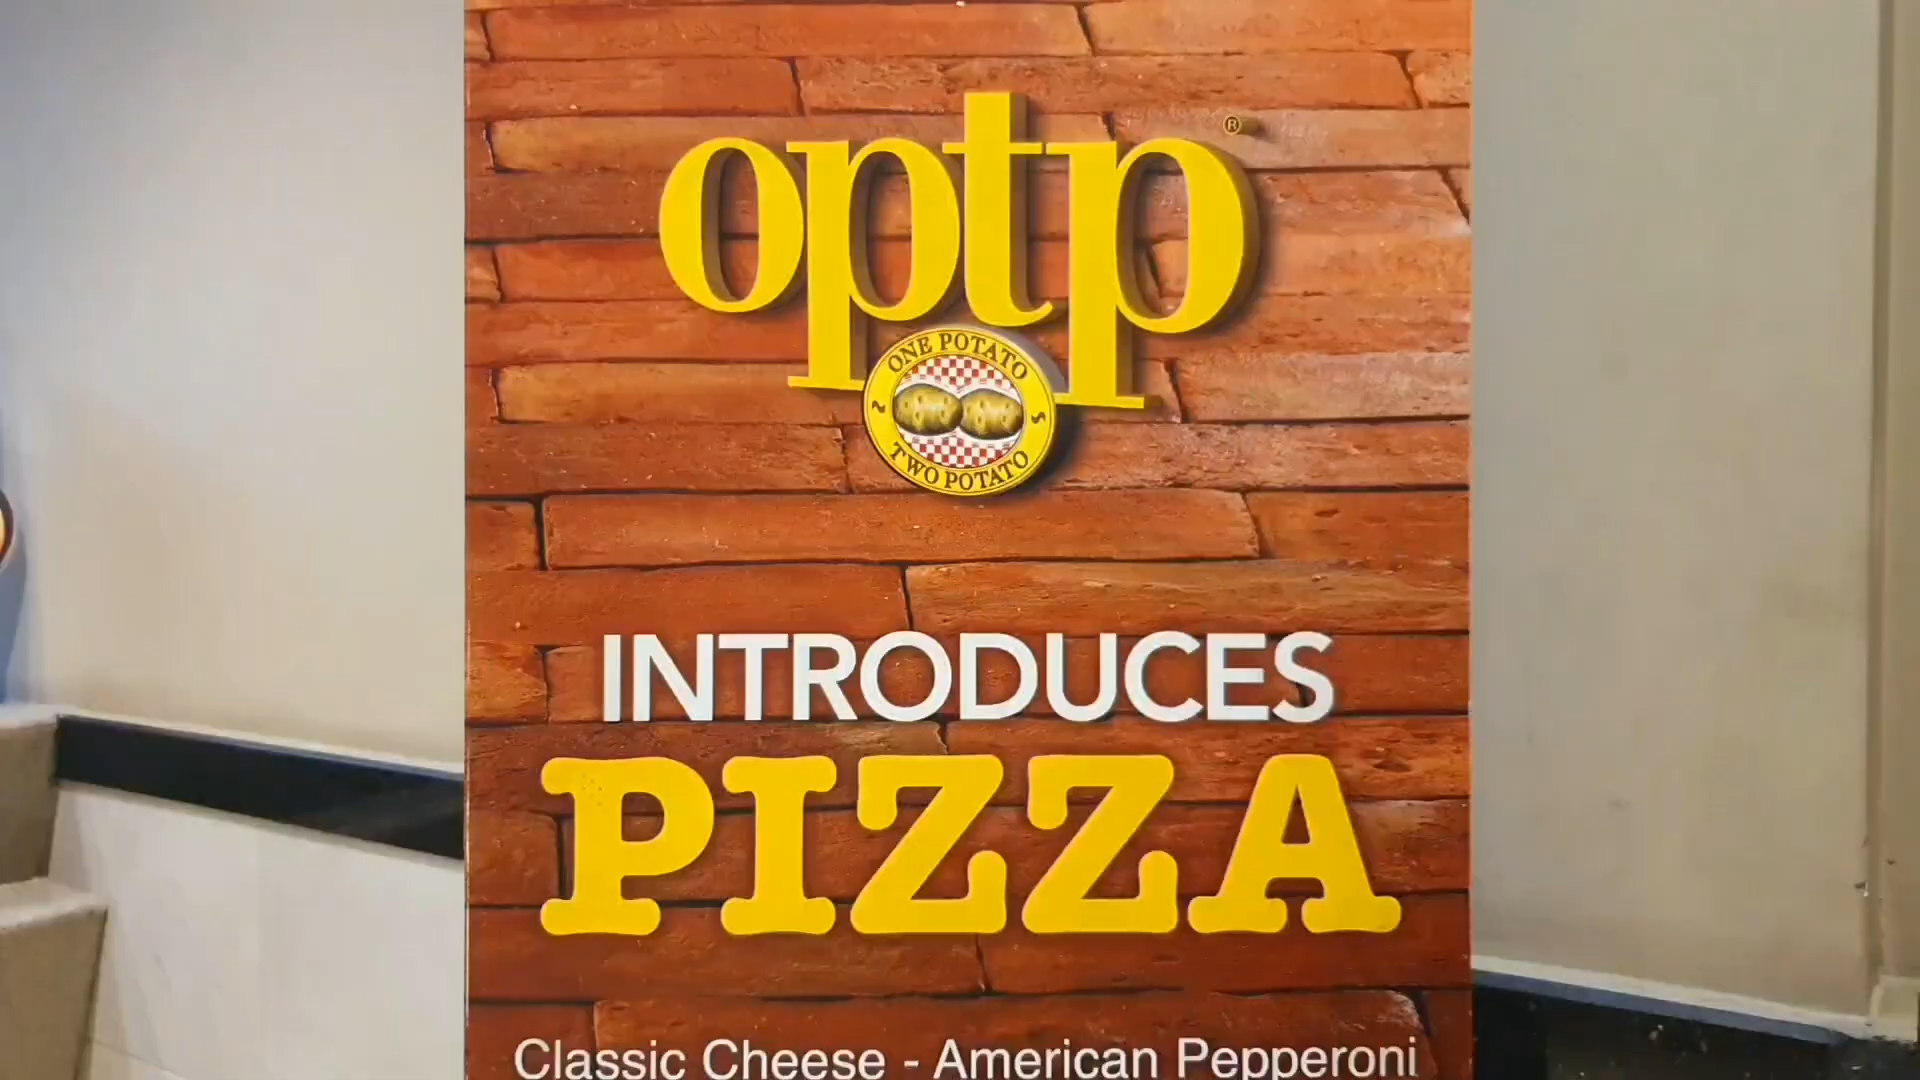 optp ®
ONE POTATO
TWO POTATO
INTRODUCES
PIZZA
Classic Cheese - American Pepperoni